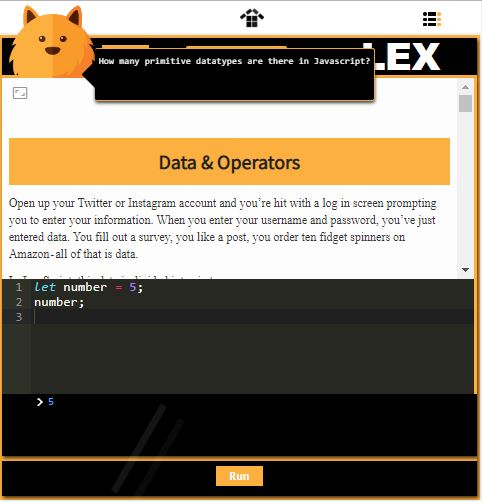 How many primitive datatypes are there in Javascript?
LEX
Data & Operators
Open up your Twitter or Instagram account and you're hit with a log in screen prompting
you to enter your information. When you enter your username and password, you've just
entered data. You fill out a survey, you like a post, you order ten fidget spinners on
Amazon-all of that is data.
1 let number = 5;
2 number;
3
> 5
Run